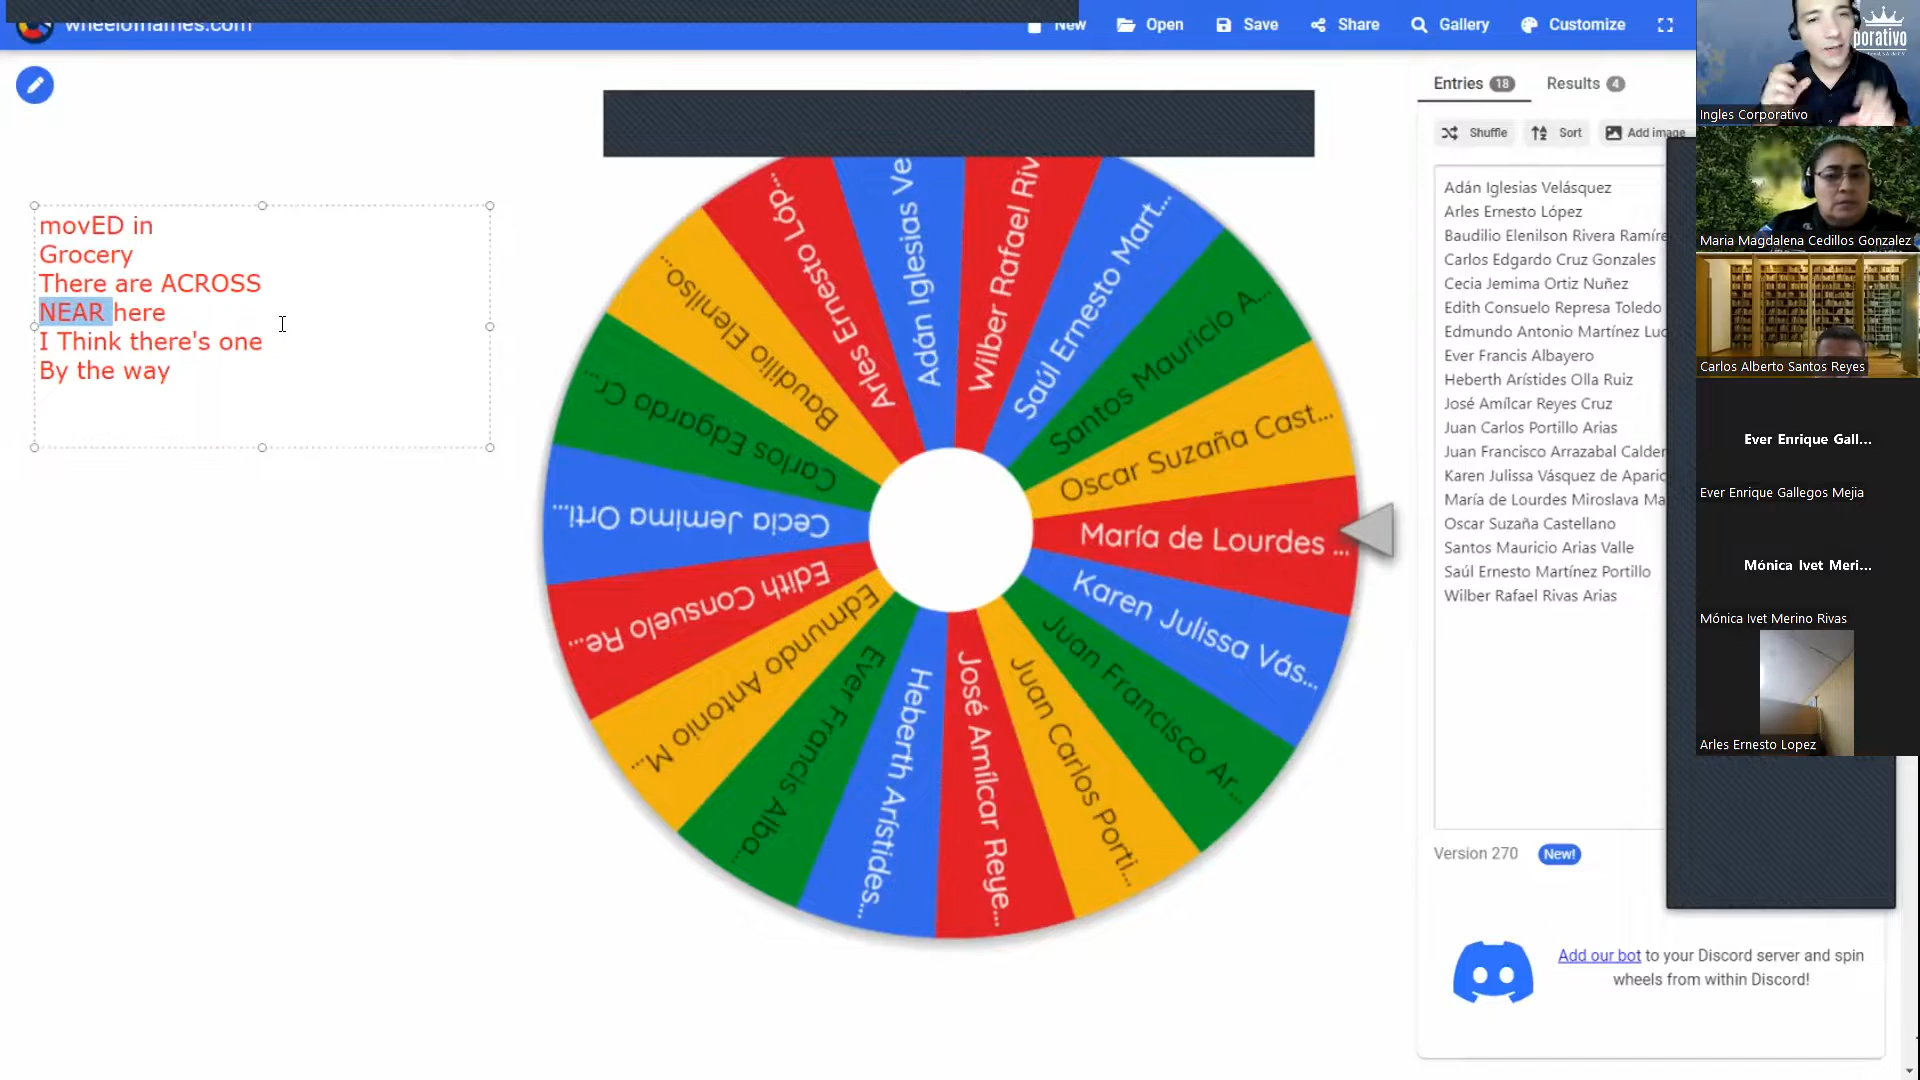 wheelofnames.com
New
Open
Save
Share
Gallery
Customize
movED in
Grocery
There are ACROSS
NEAR here
I Think there's one
By the way
Arles Ernesto Lóp...
Adán Iglesias Ve
Wilber Rafael Riv
Saúl Ernesto Mart...
Santos Mauricio A...
Oscar Suzaña Cast...
María de Lourdes ...
Karen Julissa Vás...
Juan Francisco Ar...
Juan Carlos Porti...
José Amílcar Reye...
Heberth Arístides...
Ever Francis Alba...
Edmundo Antonio M...
Edith Consuelo Re...
Cecia Jemima Orti...
Carlos Edgardo Cr...
Baudilio Elenilso...
Entries 18
Results 4
Shuffle
Sort
Add image
Adán Iglesias Velásquez
Arles Ernesto López
Baudilio Elenilson Rivera Ramíre
Carlos Edgardo Cruz Gonzales
Cecia Jemima Ortiz Nuñez
Edith Consuelo Represa Toledo
Edmundo Antonio Martínez Luc
Ever Francis Albayero
Heberth Arístides Olla Ruiz
José Amílcar Reyes Cruz
Juan Carlos Portillo Arias
Juan Francisco Arrazabal Calder
Karen Julissa Vásquez de Aparic
María de Lourdes Miroslava Ma
Oscar Suzaña Castellano
Santos Mauricio Arias Valle
Saúl Ernesto Martínez Portillo
Wilber Rafael Rivas Arias
Version 270
New!
Add our bot to your Discord server and spin
wheels from within Discord!
porativo
Ingles Corporativo
Maria Magdalena Cedillos Gonzalez
Carlos Alberto Santos Reyes
Ever Enrique Gall...
Ever Enrique Gallegos Mejia
Mónica Ivet Meri...
Mónica Ivet Merino Rivas
Arles Ernesto Lopez